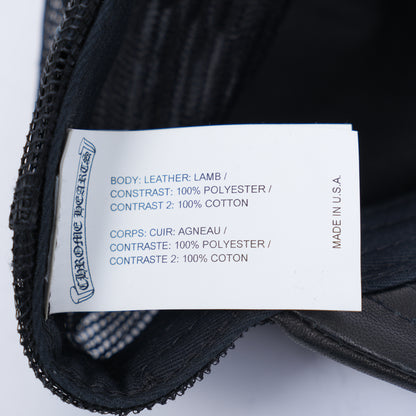 CHROME HEARTS
BODY: LEATHER: LAMB /
CONSTRAST: 100% POLYESTER /
CONTRAST 2: 100% COTTON
CORPS: CUIR: AGNEAU /
CONTRASTE: 100% POLYESTER /
CONTRASTE 2: 100% COTON
MADE IN U.S.A.